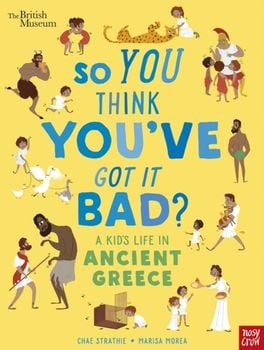 The British
Museum
SO YOU
THINK
YOU'VE
GOT IT
BAD?
A KID'S LIFE IN
ANCIENT
GREECE
CHAE STRATHIE • MARISA MOREA
nosy
crow